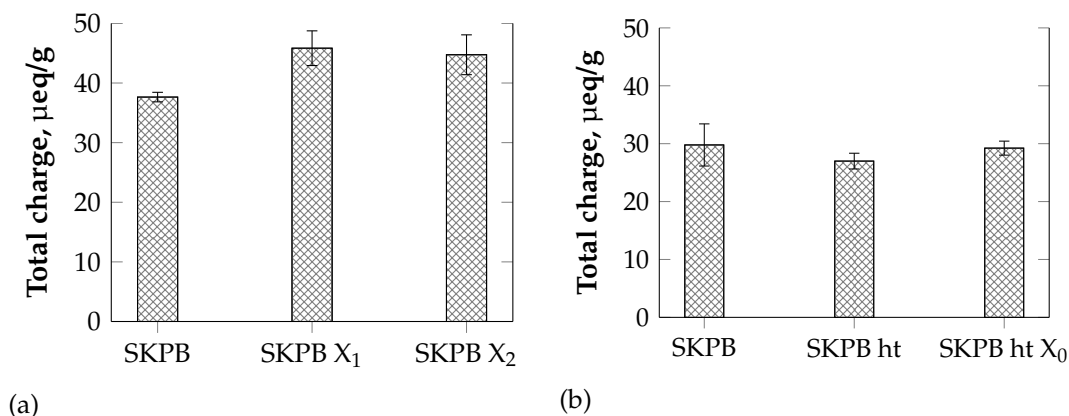 Total charge, µeq/g
50
40
30
20
10
0
SKPB
SKPB X₁
SKPB X₂
(a)
Total charge, µeq/g
50
40
30
20
10
0
SKPB
SKPB ht
SKPB ht X₀
(b)